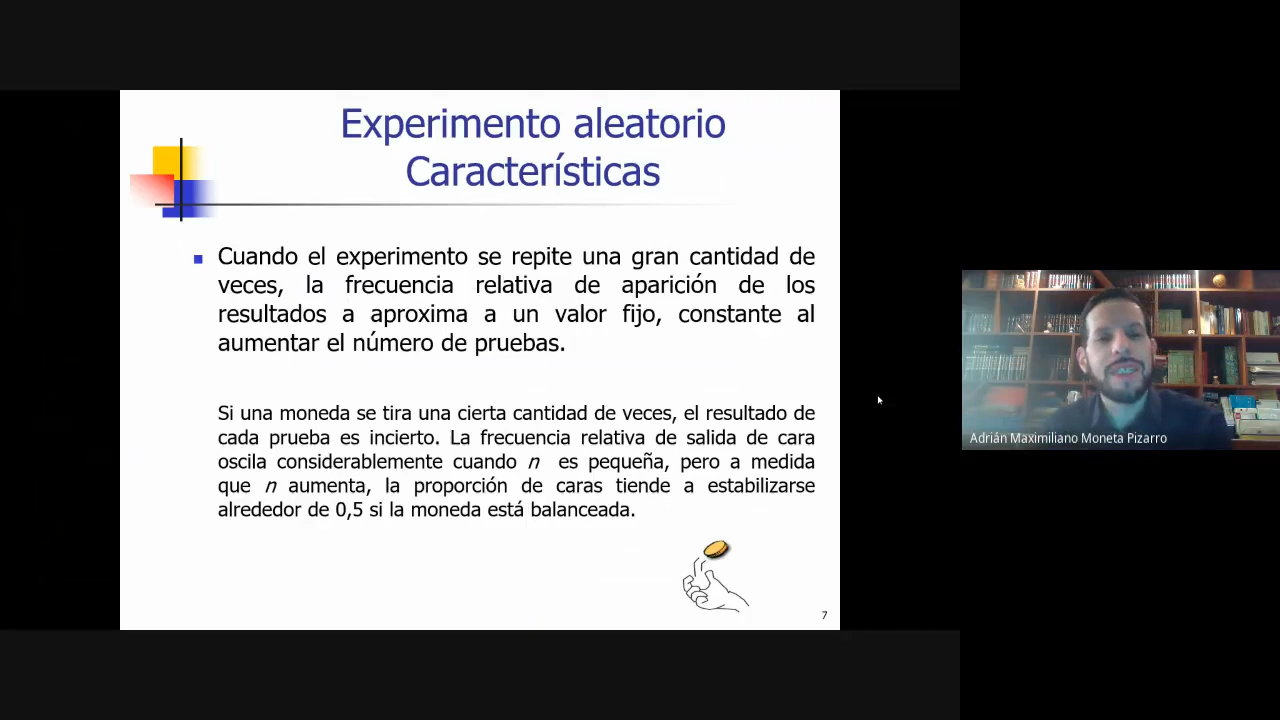 Experimento aleatorio
Características
Cuando el experimento se repite una gran cantidad de
veces, la frecuencia relativa de aparición de los
resultados a aproxima a un valor fijo, constante al
aumentar el número de pruebas.
Si una moneda se tira una cierta cantidad de veces, el resultado de
cada prueba es incierto. La frecuencia relativa de salida de cara
oscila considerablemente cuando n es pequeña, pero a medida
que n aumenta, la proporción de caras tiende a estabilizarse
alrededor de 0,5 si la moneda está balanceada.
7
Adrián Maximiliano Moneta Pizarro